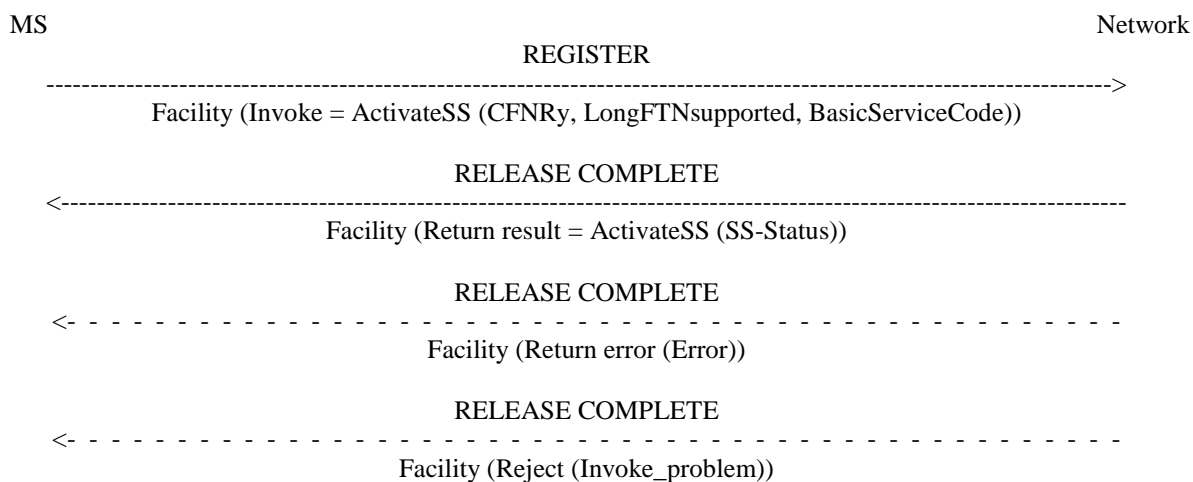 MS Network
REGISTER
Facility (Invoke = ActivateSS (CFNRy, LongFTNsupported, BasicServiceCode))
RELEASE COMPLETE
Facility (Return result = ActivateSS (SS-Status))
RELEASE COMPLETE
Facility (Return error (Error))
RELEASE COMPLETE
Facility (Reject (Invoke_problem))